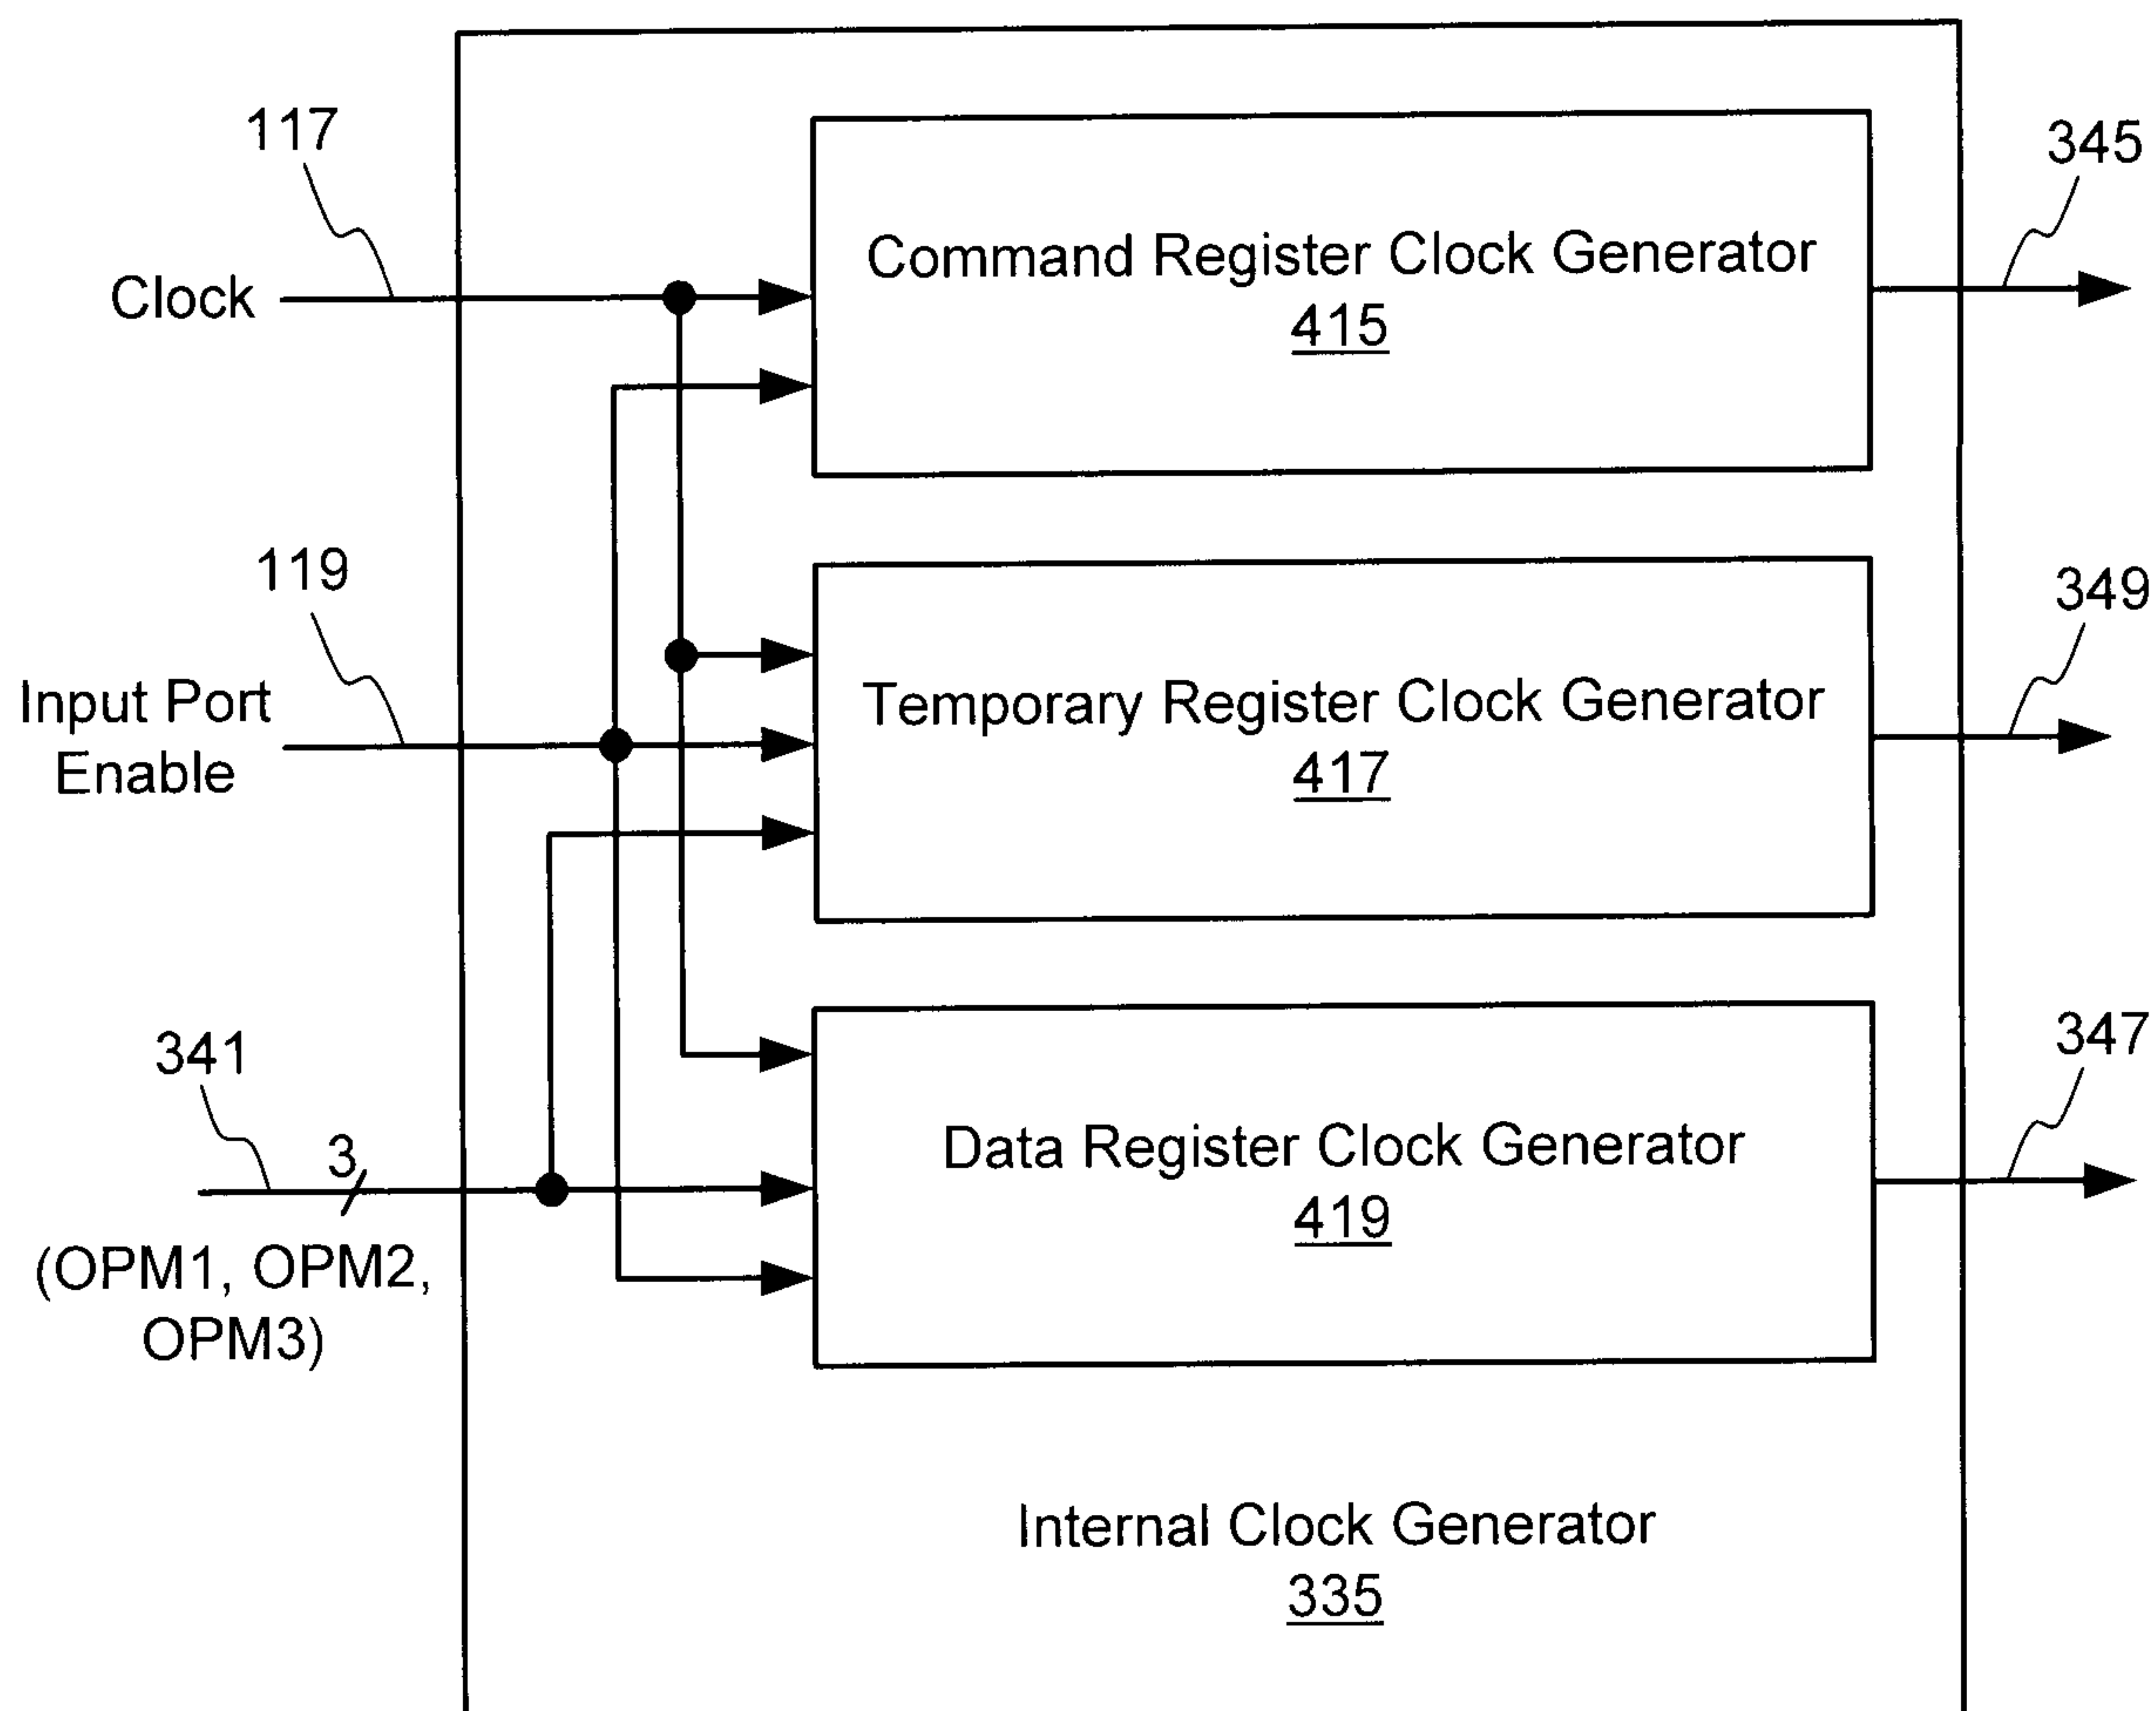 117
345
Clock
Command Register Clock Generator
415
119
349
Input Port
Enable
Temporary Register Clock Generator
417
341
347
3
Data Register Clock Generator
419
(OPM1, OPM2,
OPM3)
Internal Clock Generator
335